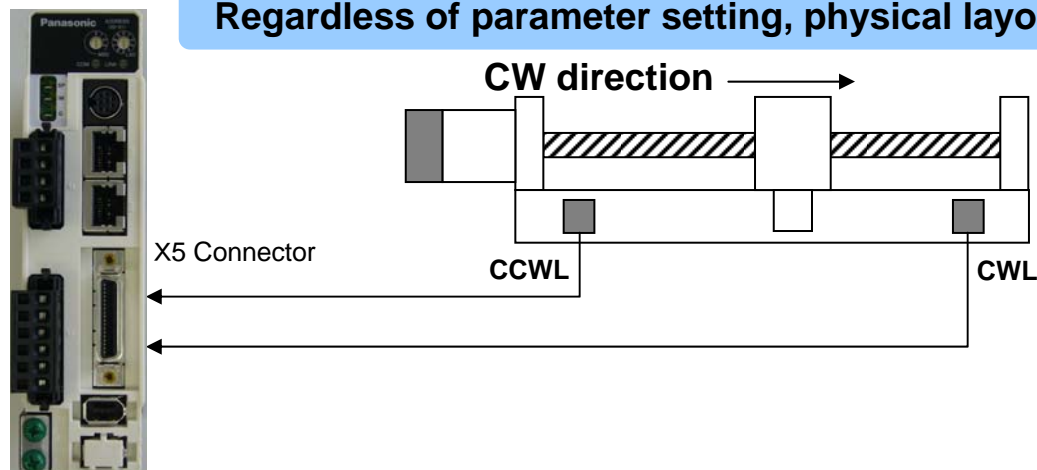 Regardless of parameter setting, physical layo
Panasonic
CW direction
X5 Connector
CCWL
CWL